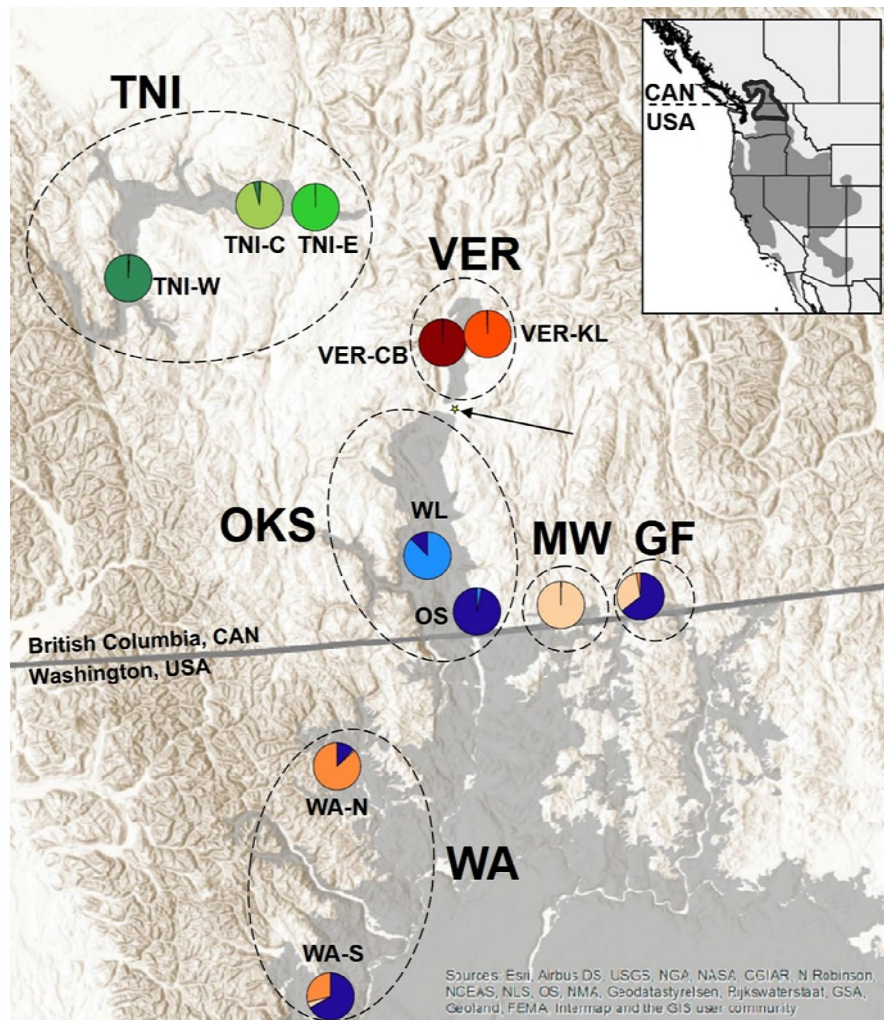 TNI
CAN
USA
TNI-C
TNI-E
TNI-W
VER
VER-CB
VER-KL
OKS
WL
MW
GF
OS
British Columbia, CAN
Washington, USA
WA-N
WA
WA-S
Sources: Esri, Airbus DS, USGS, NGA, NASA, CGIAR, N Robinson,
NCEAS, NLS, OS, NMA, Geodatastyrelsen, Rijkswaterstaat, GSA,
Geoland, FEMA, Intermap and the GIS user community